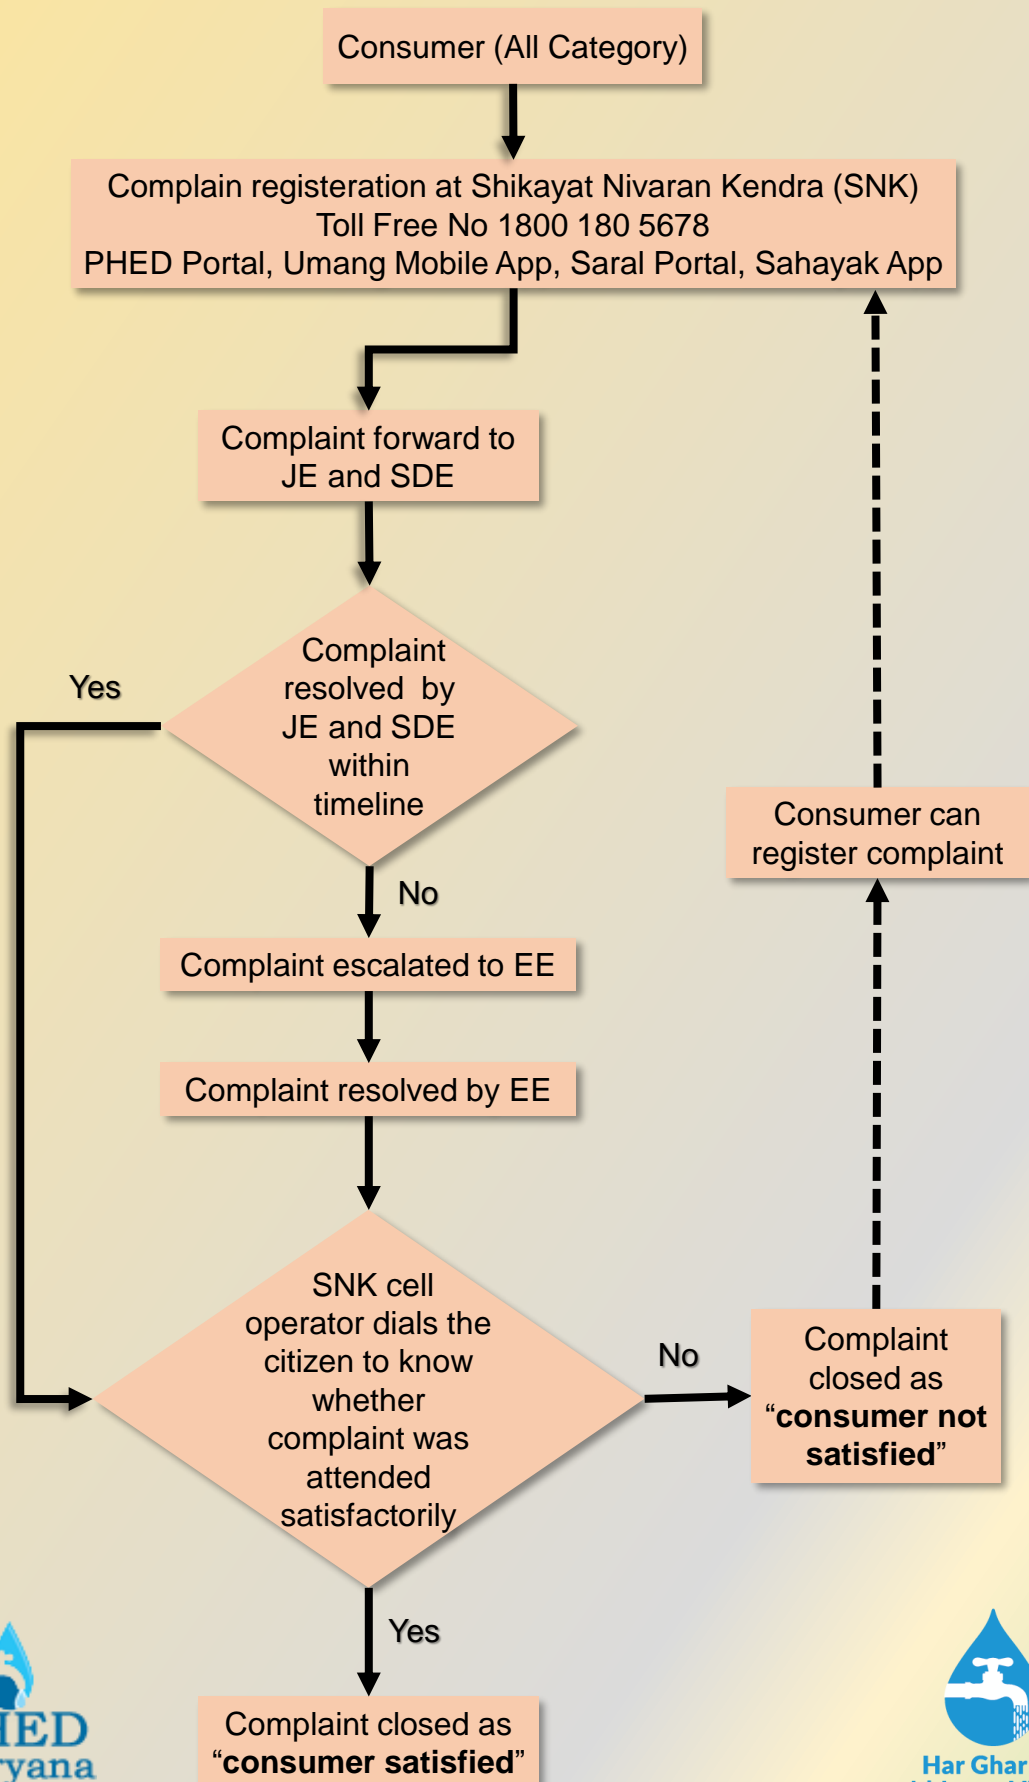 Consumer (All Category)
Complain registeration at Shikayat Nivaran Kendra (SNK)
Toll Free No 1800 180 5678
PHED Portal, Umang Mobile App, Saral Portal, Sahayak App
Complaint forward to
JE and SDE
Complaint
resolved by
JE and SDE
within
timeline
Yes
No
Consumer can
register complaint
Complaint escalated to EE
Complaint resolved by EE
SNK cell
operator dials the
citizen to know
whether
complaint was
attended
satisfactorily
No
Complaint
closed as
“consumer not
satisfied”
Yes
Complaint closed as
“consumer satisfied”
HED
ryana
Har Ghar